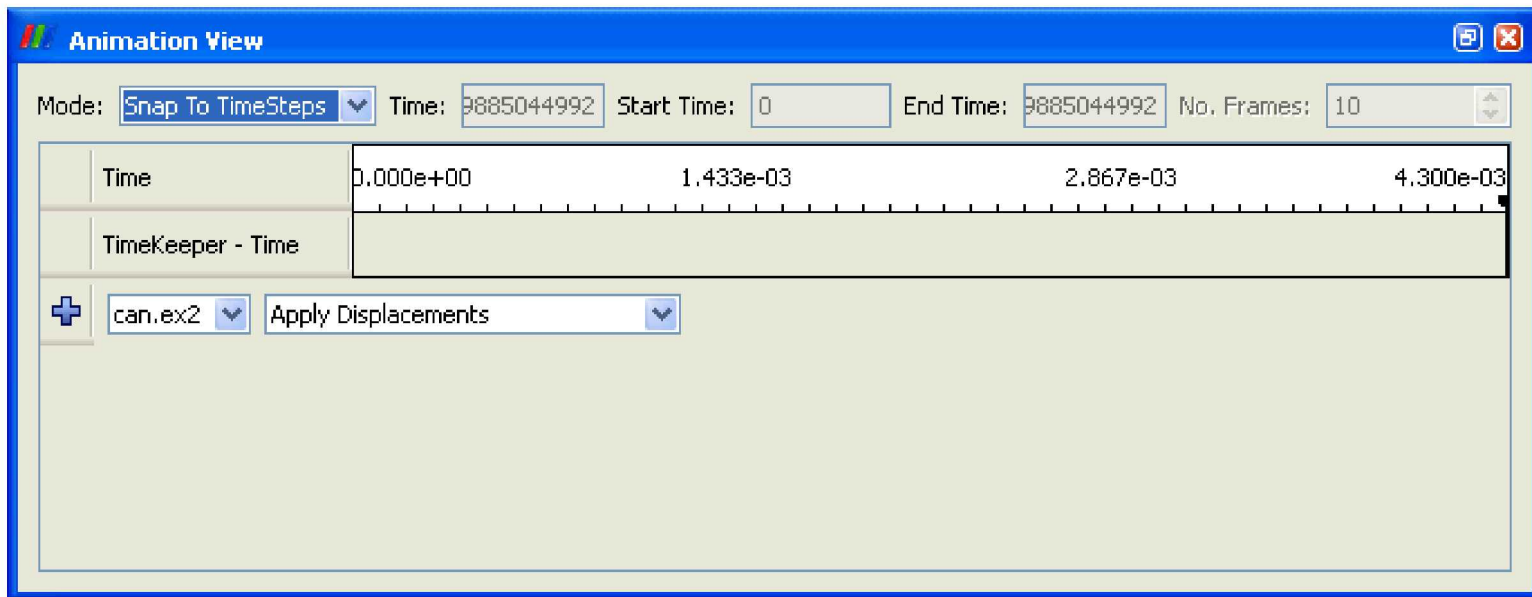 Animation View
Mode: Snap To TimeSteps Time: 9885044992 Start Time: 0 End Time: 9885044992 No. Frames: 10
Time 0.000e+00 1.433e-03 2.867e-03 4.300e-03
TimeKeeper - Time
can.ex2 Apply Displacements